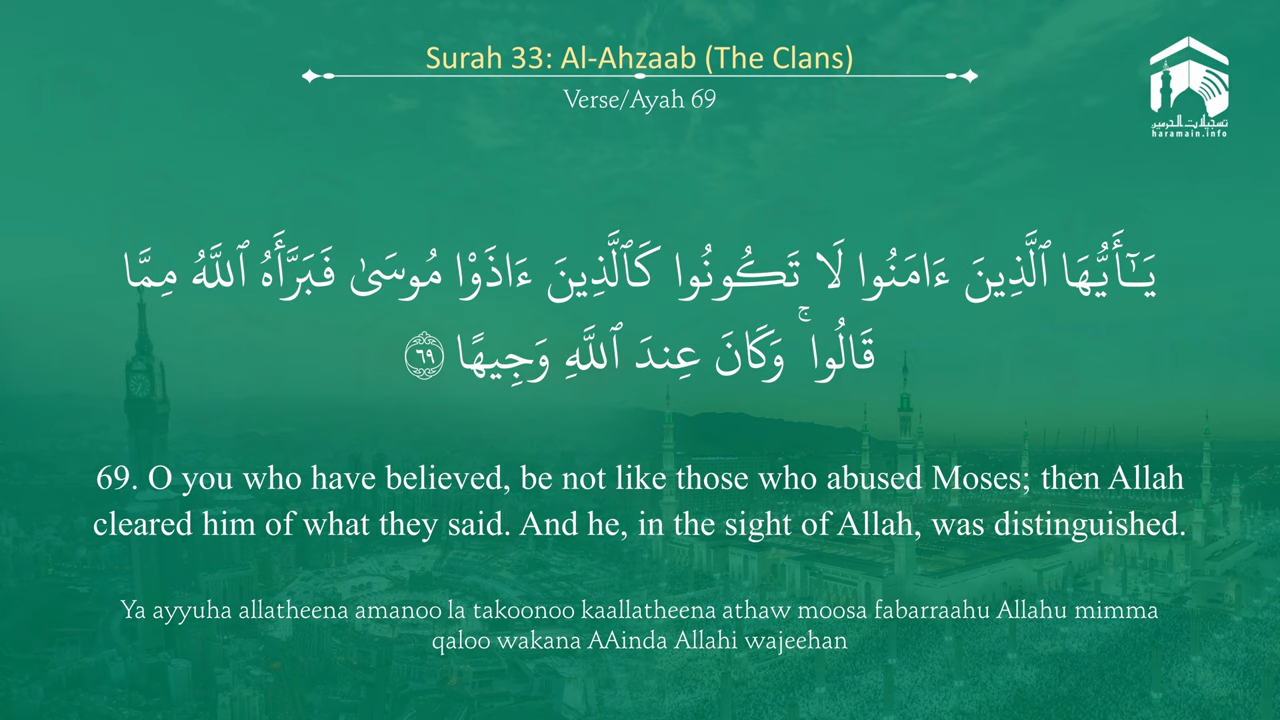 Surah 33: Al-Ahzaab (The Clans)
Verse/Ayah 69
تسجيلات الحرمين
haramain.info
يَـٰٓأَيُّهَا ٱلَّذِينَ ءَامَنُوا لَا تَكُونُوا كَٱلَّذِينَ ءَاذَوْا مُوسَىٰ فَبَرَّأَهُ ٱللَّهُ مِمَّا
قَالُوا ۚ وَكَانَ عِندَ ٱللَّهِ وَجِيهًا ٦٩
69. O you who have believed, be not like those who abused Moses; then Allah
cleared him of what they said. And he, in the sight of Allah, was distinguished.
Ya ayyuha allatheena amanoo la takoonoo kaallatheena athaw moosa fabarraahu Allahu mimma
qaloo wakana AAinda Allahi wajeehan